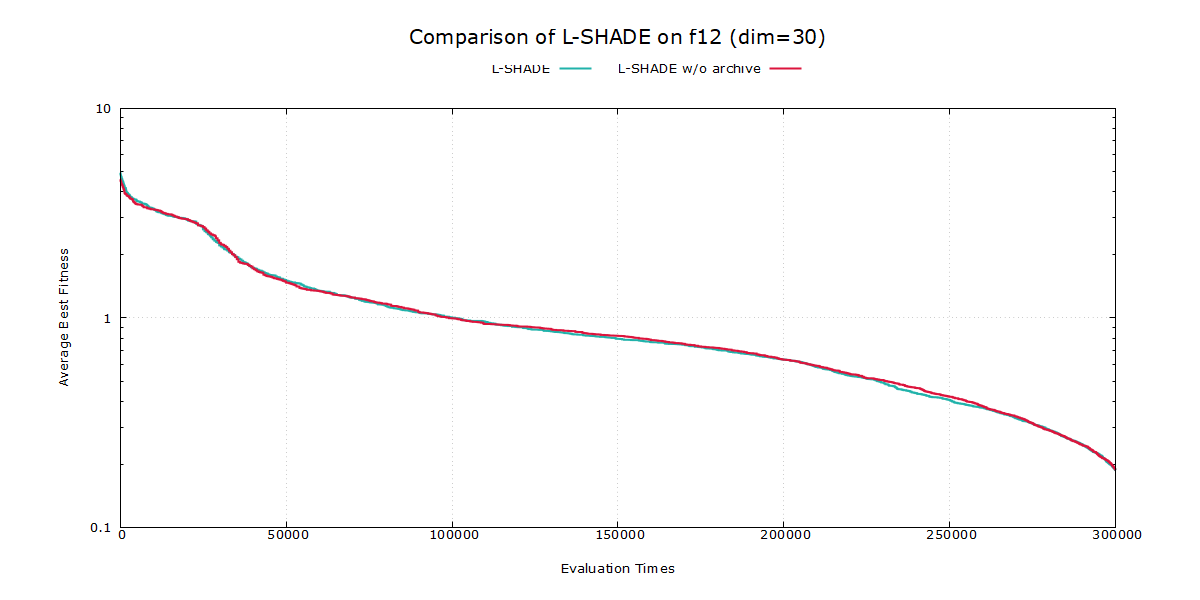 Comparison of L-SHADE on f12 (dim=30)
L-SHADE L-SHADE w/o archive
10
1
0.1
Average Best Fitness
0 50000 100000 150000 200000 250000 300000
Evaluation Times